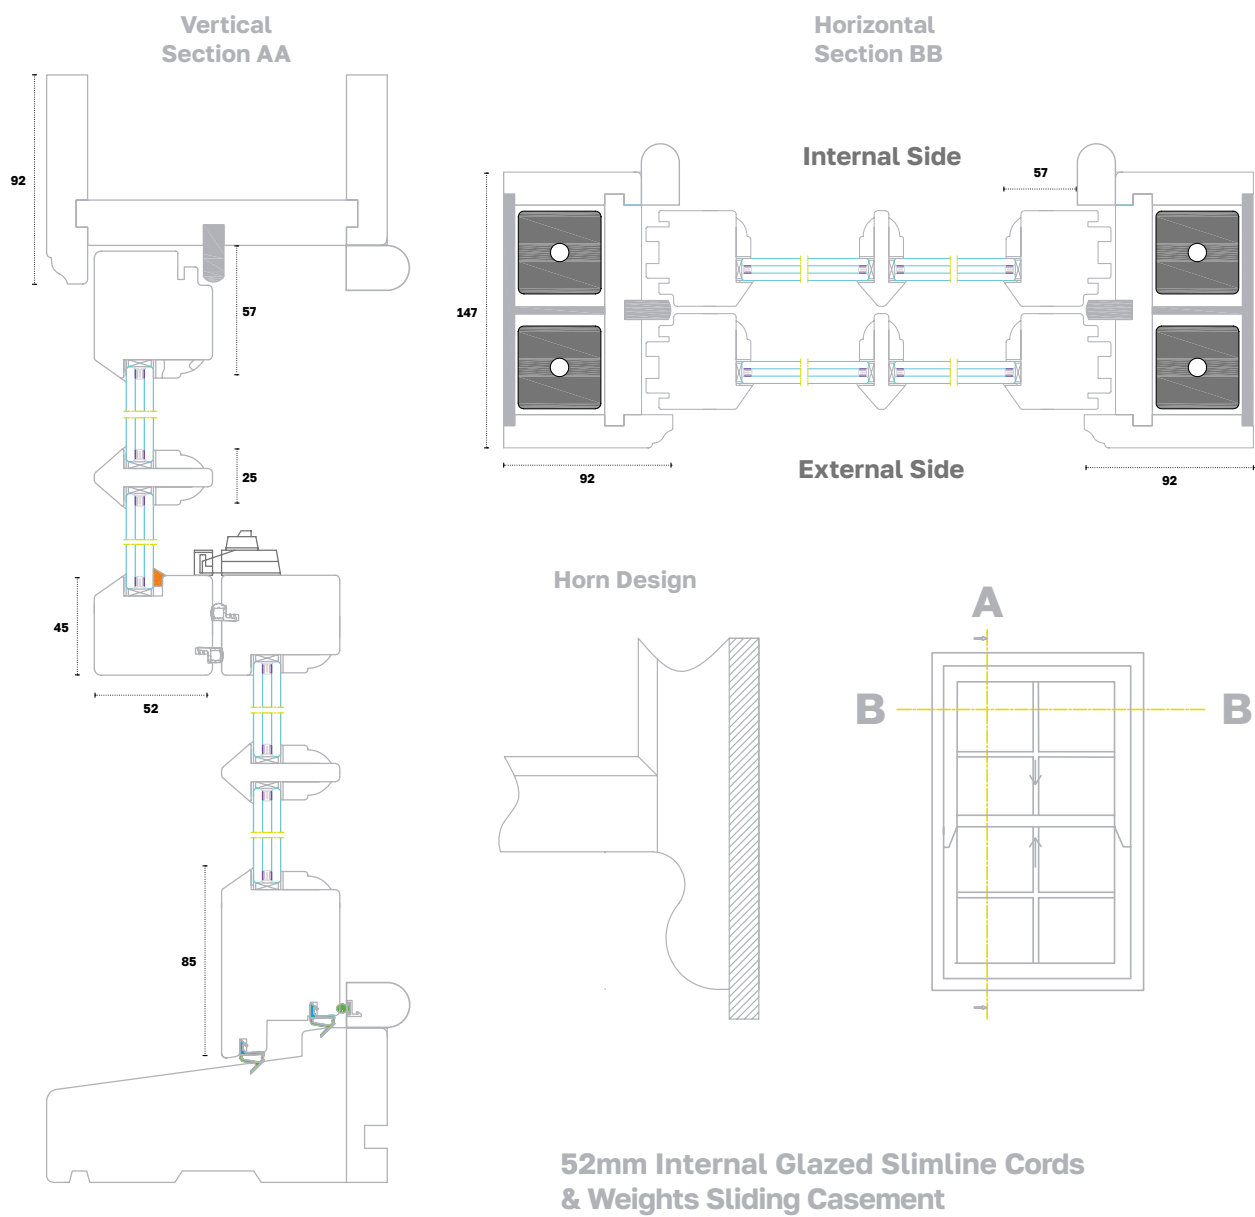 Vertical
Section AA
92
57
25
45
52
85
Horizontal
Section BB
Internal Side
57
147
92
External Side
92
Horn Design
A
B
B
52mm Internal Glazed Slimline Cords
& Weights Sliding Casement